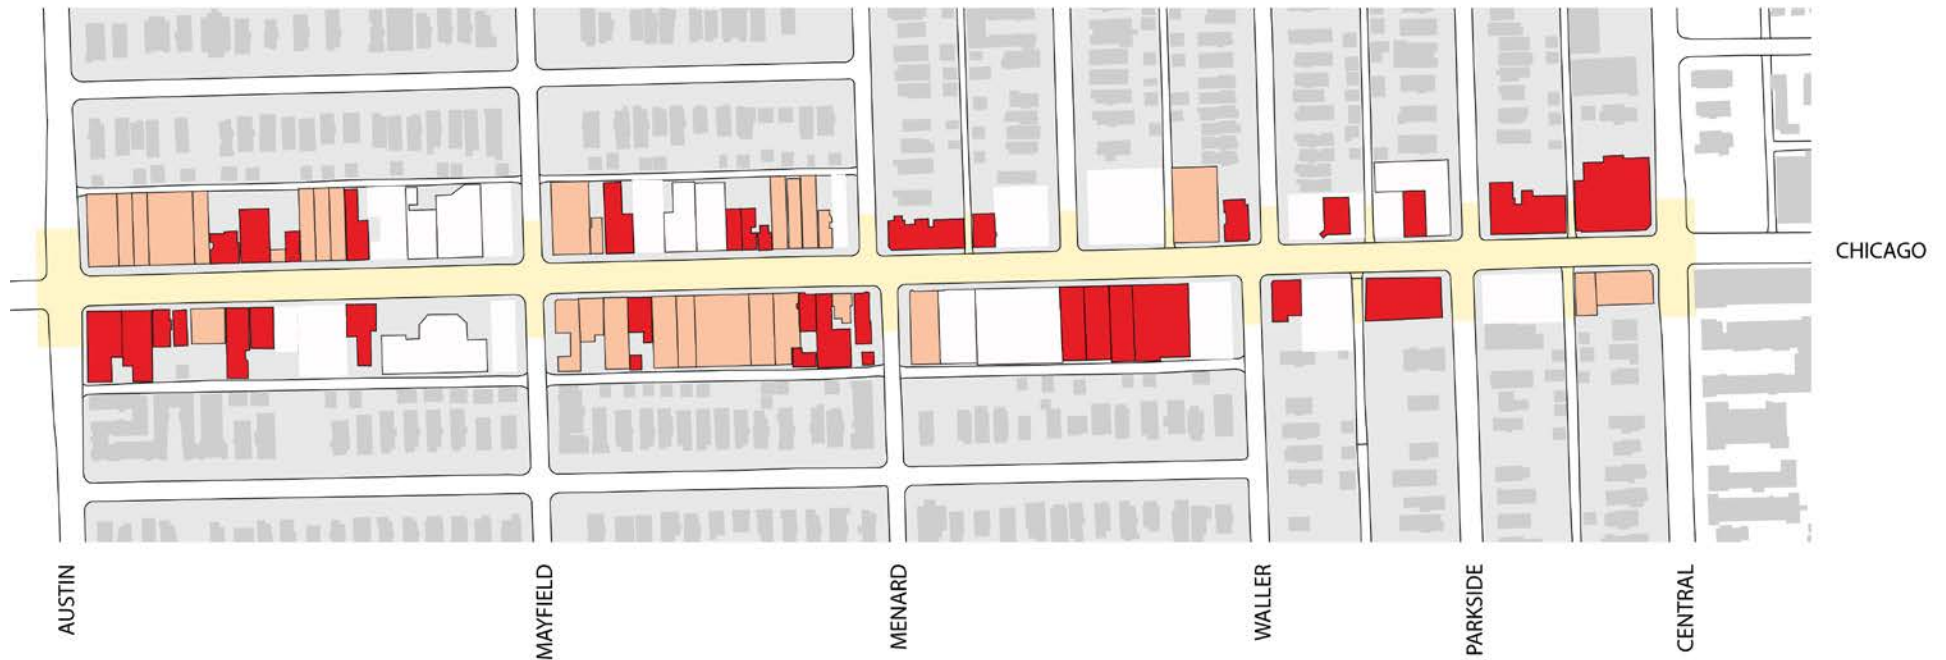 CHICAGO
AUSTIN
MAYFIELD
MENARD
WALLER
PARKSIDE
CENTRAL